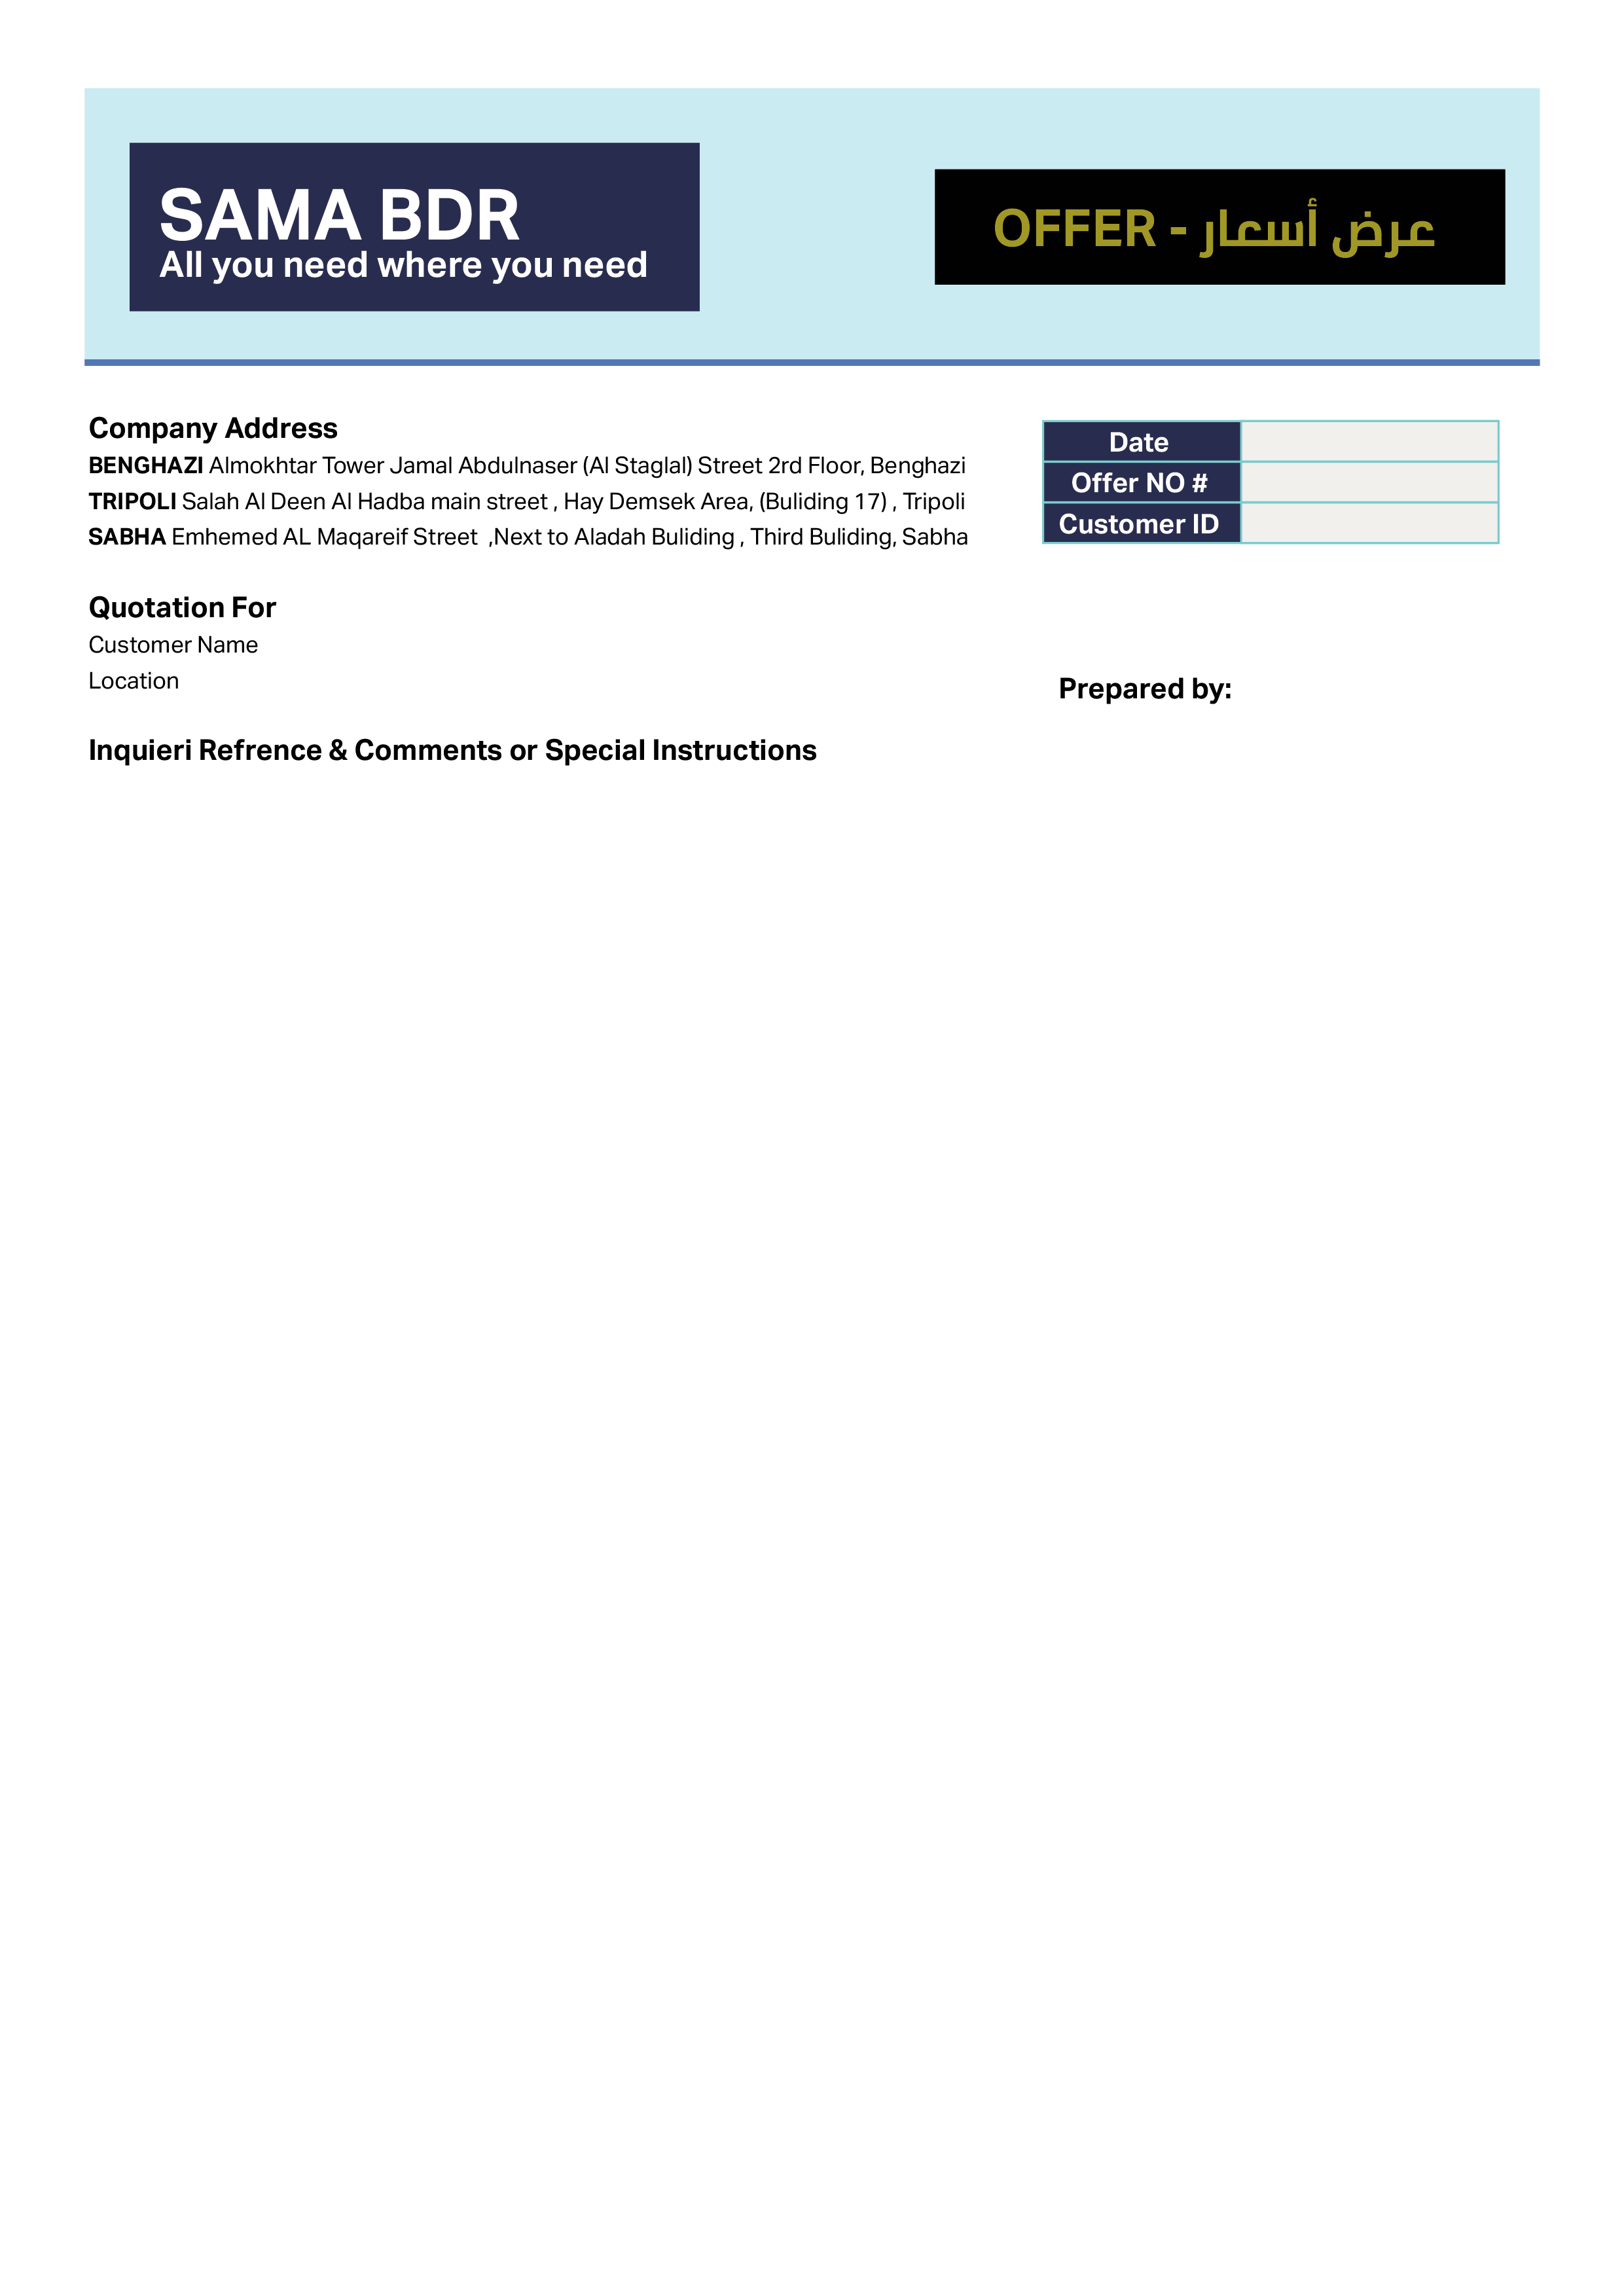 SAMA BDR
All you need where you need
عرض أسعار - OFFER
Company Address
BENGHAZI Almokhtar Tower Jamal Abdulnaser (Al Staglal) Street 2rd Floor, Benghazi
TRIPOLI Salah Al Deen Al Hadba main street , Hay Demsek Area, (Buliding 17) , Tripoli
SABHA Emhemed AL Maqareif Street ,Next to Aladah Buliding , Third Buliding, Sabha
Date
Offer NO #
Customer ID
Quotation For
Customer Name
Location
Prepared by:
Inquieri Refrence & Comments or Special Instructions